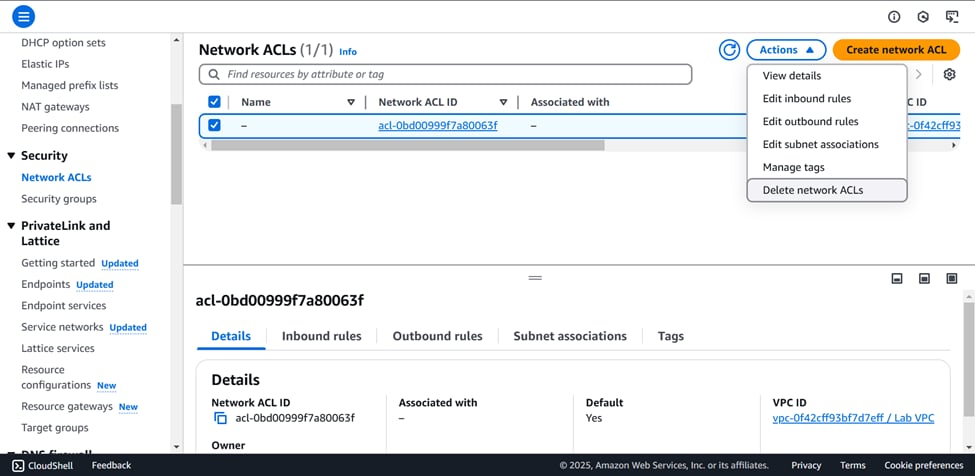 DHCP option sets
Elastic IPs
Managed prefix lists
NAT gateways
Peering connections
Security
Network ACLs
Security groups
PrivateLink and
Lattice
Getting started Updated
Endpoints Updated
Endpoint services
Service networks Updated
Lattice services
Resource
configurations New
Resource gateways New
Target groups
DNS firewall
Network ACLs (1/1) Info
Actions
Create network ACL
Find resources by attribute or tag
Name Network ACL ID Associated with C ID
– acl-0bd00999f7a80063f – pc-0f42cff93
View details
Edit inbound rules
Edit outbound rules
Edit subnet associations
Manage tags
Delete network ACLs
acl-0bd00999f7a80063f
Details Inbound rules Outbound rules Subnet associations Tags
Details
Network ACL ID
acl-0bd00999f7a80063f
Associated with
–
Default
Yes
VPC ID
vpc-0f42cff93bf7d7eff / Lab VPC
Owner
CloudShell Feedback © 2025, Amazon Web Services, Inc. or its affiliates. Privacy Terms Cookie preferences